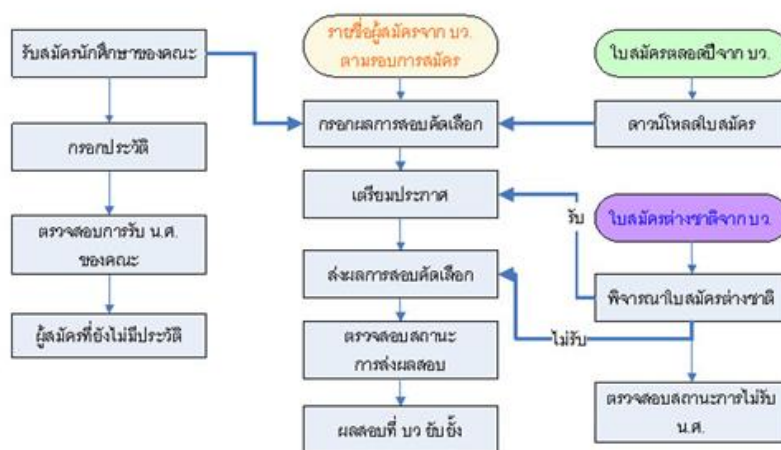 รับสมัครนักศึกษาของคณะ
กรอกประวัติ
ตรวจสอบการรับ น.ศ.
ของคณะ
ผู้สมัครที่ยังไม่มีประวัติ
รายชื่อผู้สมัครจาก บว.
ตามรอบการสมัคร
กรอกผลการสอบคัดเลือก
เตรียมประกาศ
ส่งผลการสอบคัดเลือก
ตรวจสอบสถานะ
การส่งผลสอบ
ผลสอบที่ บว ยับยั้ง
ใบสมัครตลอดปีจาก บว.
ดาวน์โหลดใบสมัคร
ใบสมัครต่างชาติจาก บว.
รับ
พิจารณาใบสมัครต่างชาติ
ไม่รับ
ตรวจสอบสถานะการไม่รับ
น.ศ.